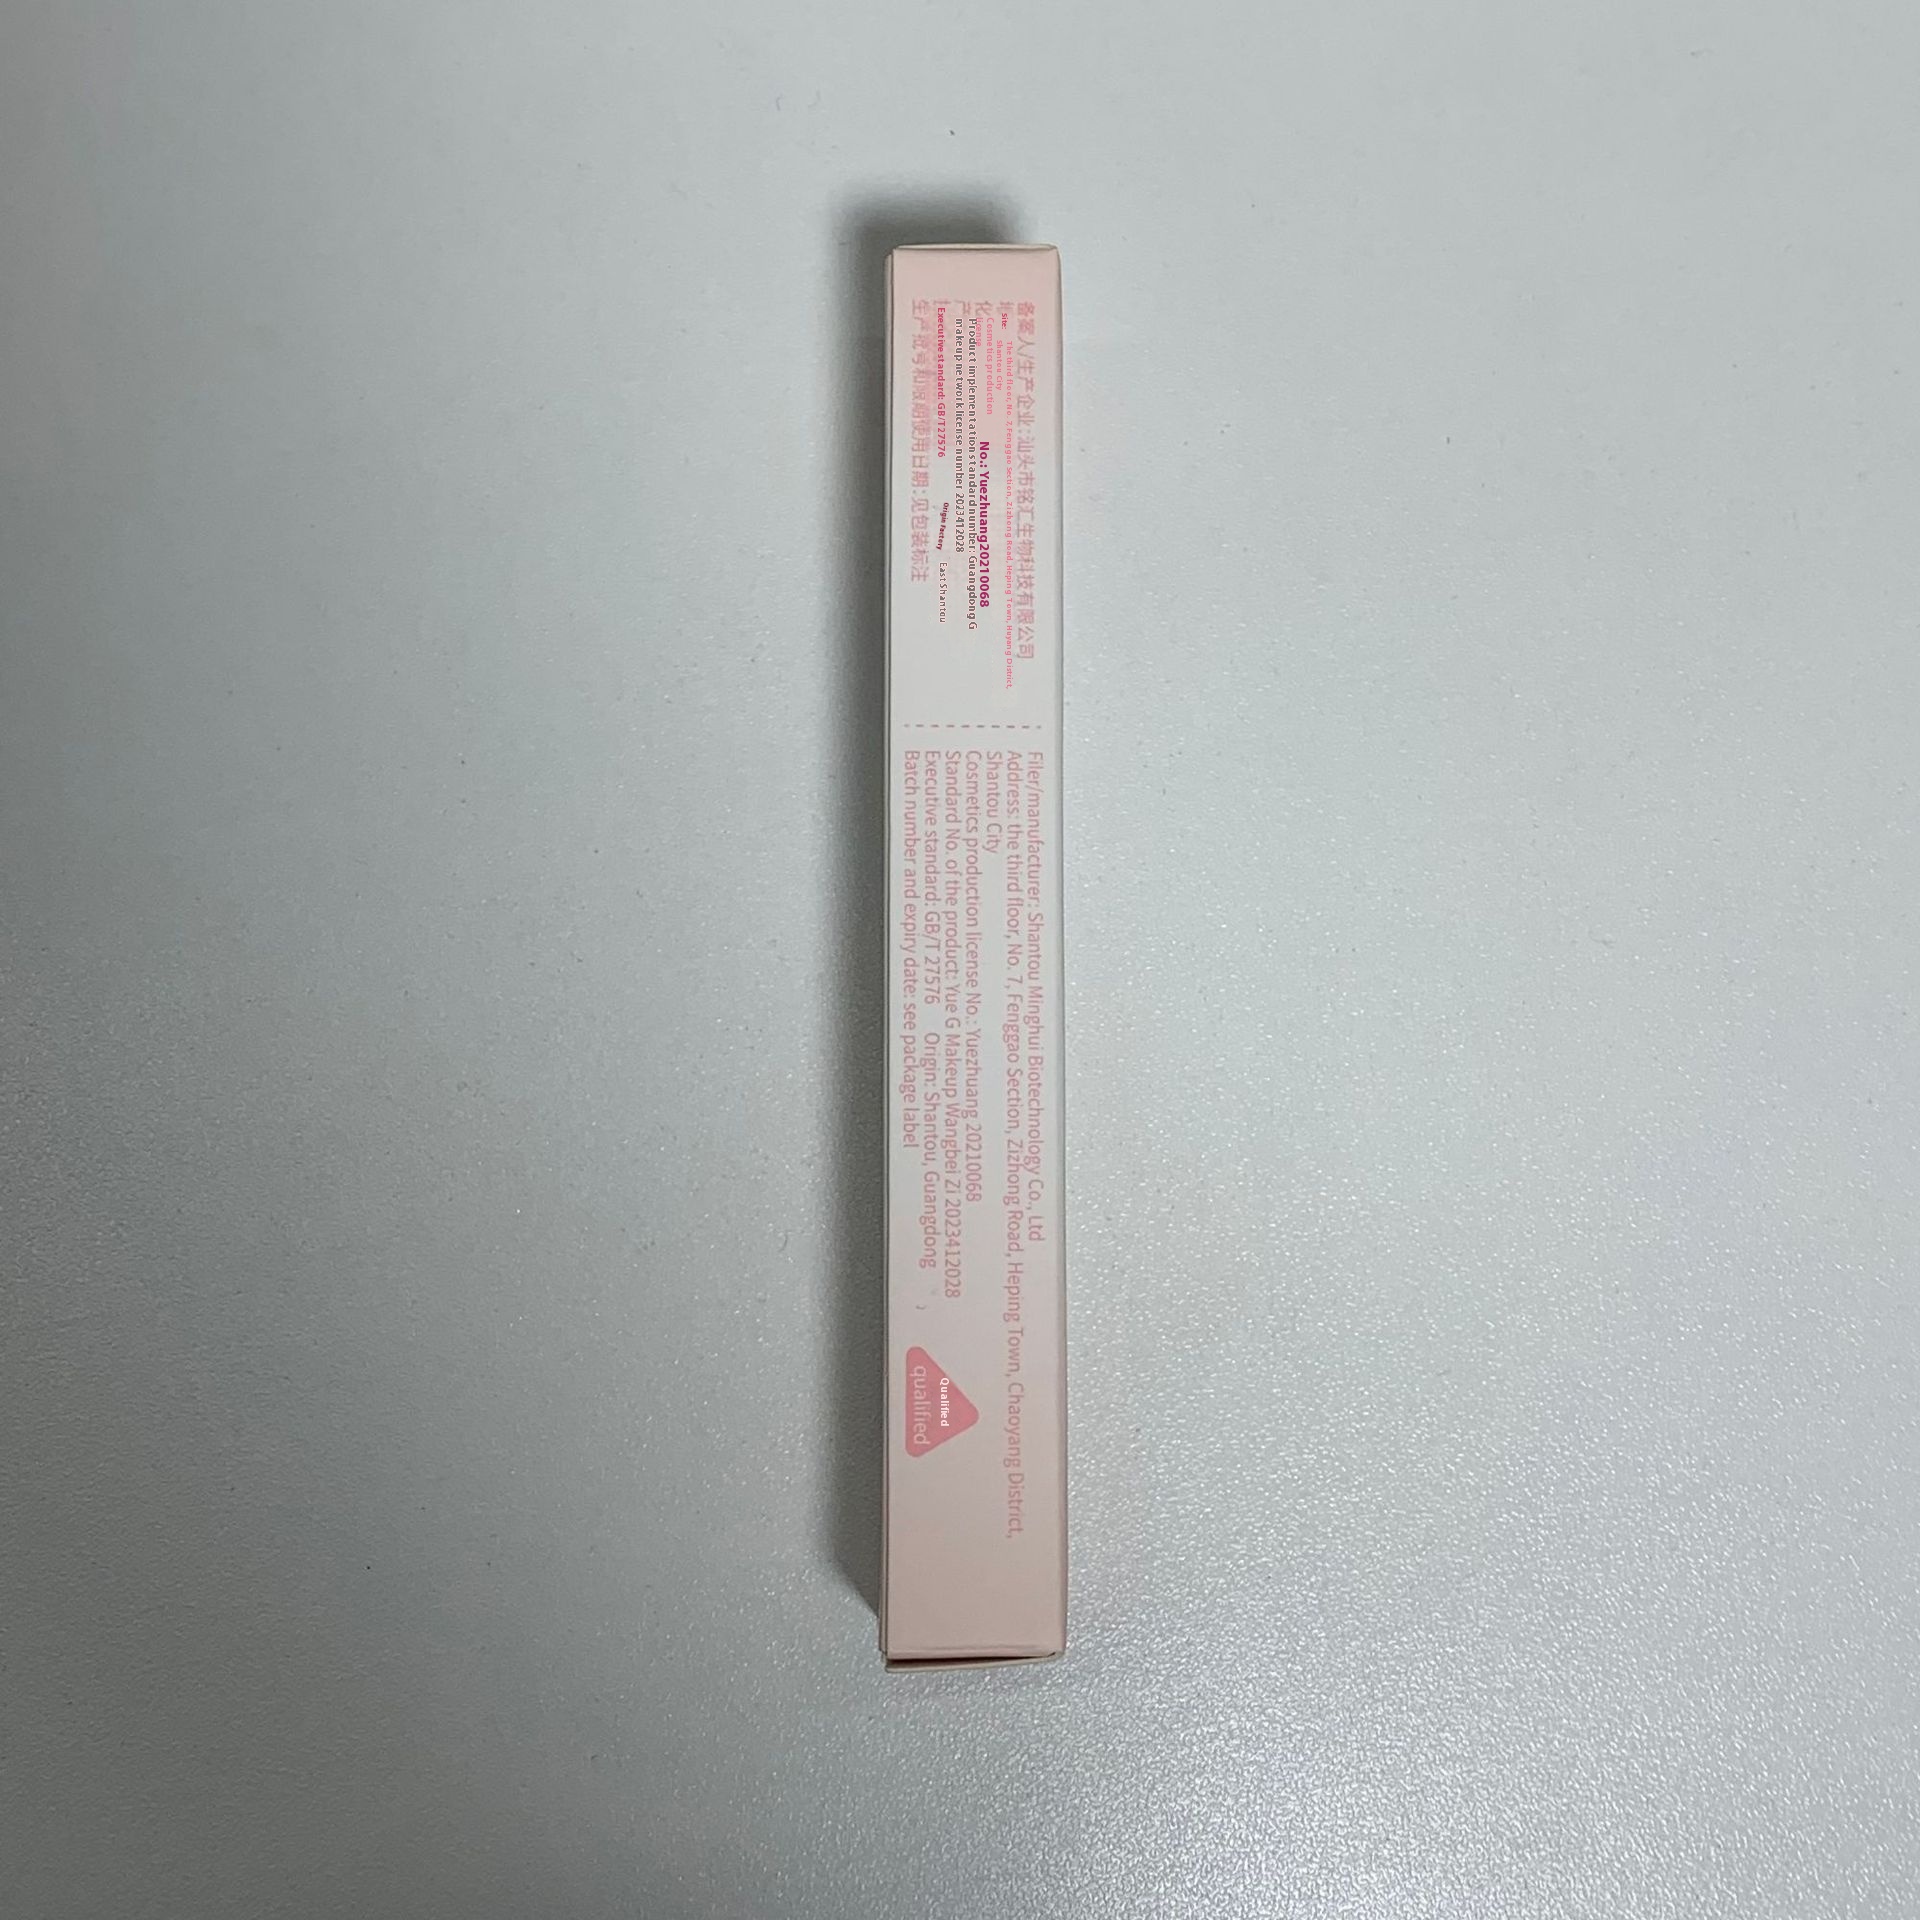 备案人/生产企业:汕头市铭汇生物科技有限公司
Site:
The third floor, No. 7, Fenggao Section, Zizhong Road, Heping Town, Huyang District,
Shantou City
Cosmetics production
license
No.: Yuezhuang20210068
Product implementation standard number: Guangdong G
makeup network license number 2023412028
Executive standard: GB/T27576
Origin Factory
East Shantou
生产批号和限期使用日期:见包装标注
Filer/manufacturer: Shantou Minghui Biotechnology Co., Ltd
Address: the third floor, No. 7, Fenggao Section, Zizhong Road, Heping Town, Chaoyang District,
Shantou City
Cosmetics production license No.: Yuezhuang 20210068
Standard No. of the product: Yue G Makeup Wangbei Zi 2023412028
Executive standard: GB/T 27576 Origin: Shantou, Guangdong
Batch number and expiry date: see package label
Qualified
qualified